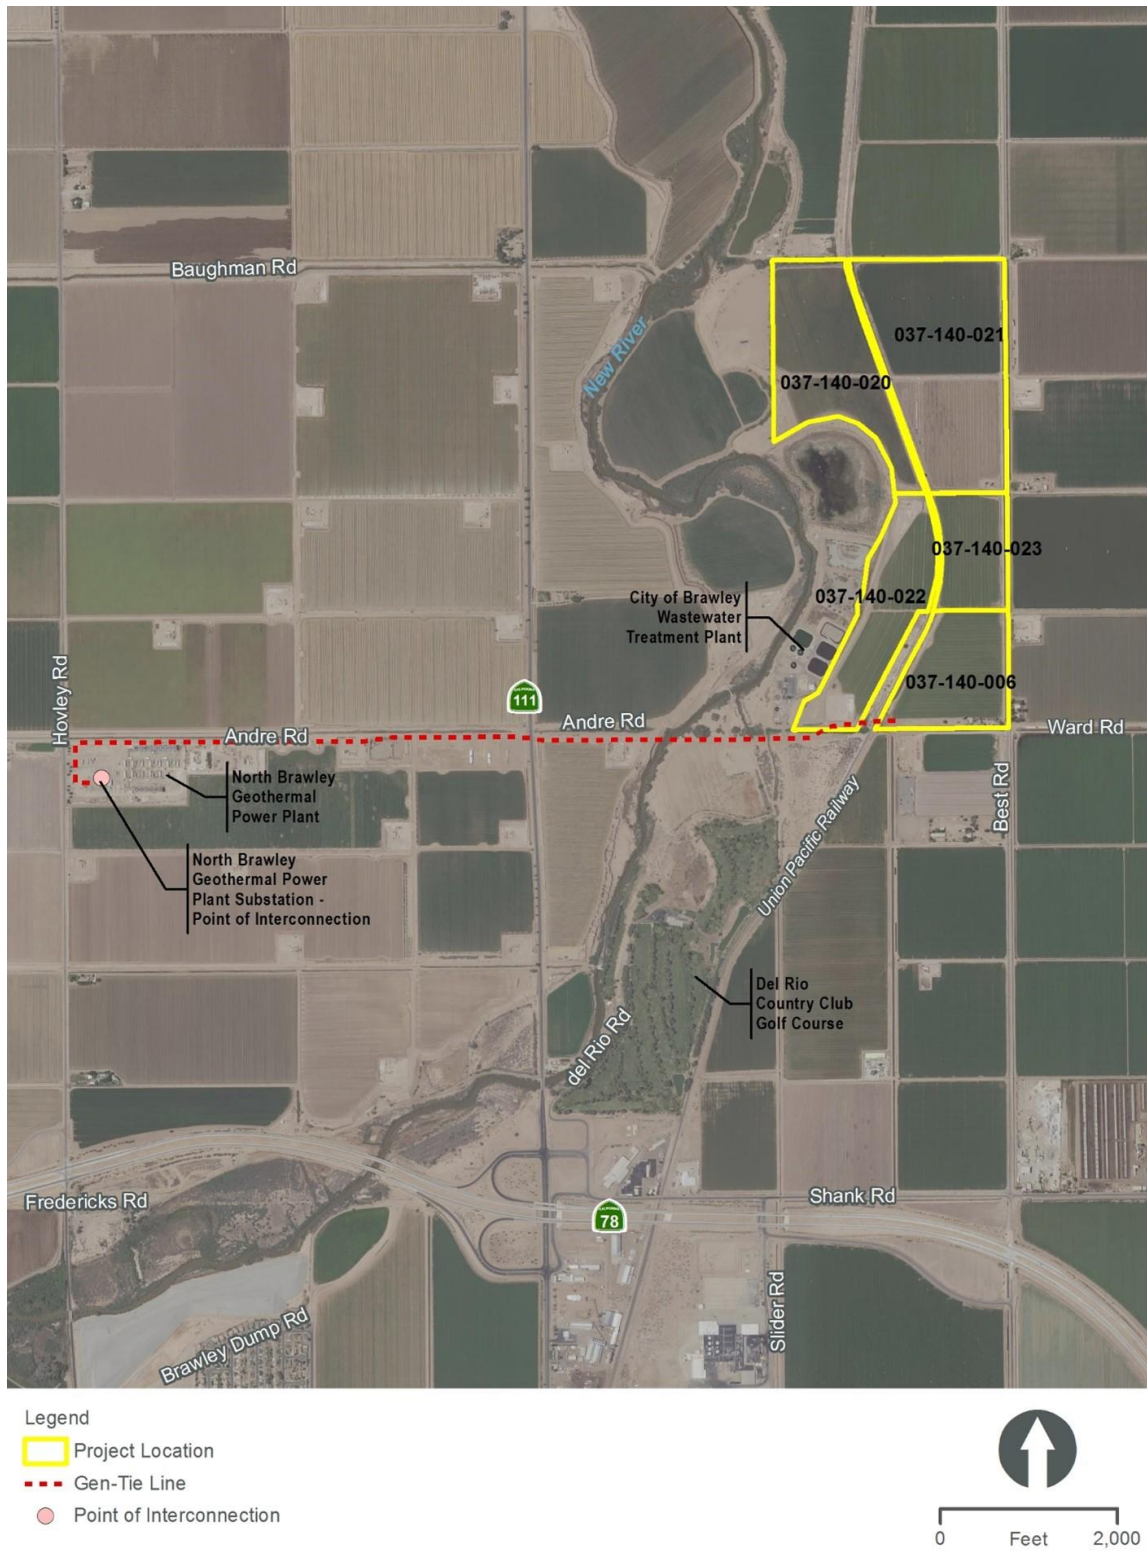 Baughman Rd
New River
037-140-021
037-140-020
037-140-023
City of Brawley
Wastewater
Treatment Plant
037-140-022
037-140-006
Hovley Rd
CALIFORNIA
111
Andre Rd
Andre Rd
Ward Rd
North Brawley
Geothermal
Power Plant
Best Rd
Union Pacific Railway
North Brawley
Geothermal Power
Plant Substation -
Point of Interconnection
Del Rio
Country Club
Golf Course
del Rio Rd
Fredericks Rd
Shank Rd
CALIFORNIA
78
Slider Rd
Brawley Dump Rd
Legend
Project Location
Gen-Tie Line
Point of Interconnection
0 Feet 2,000